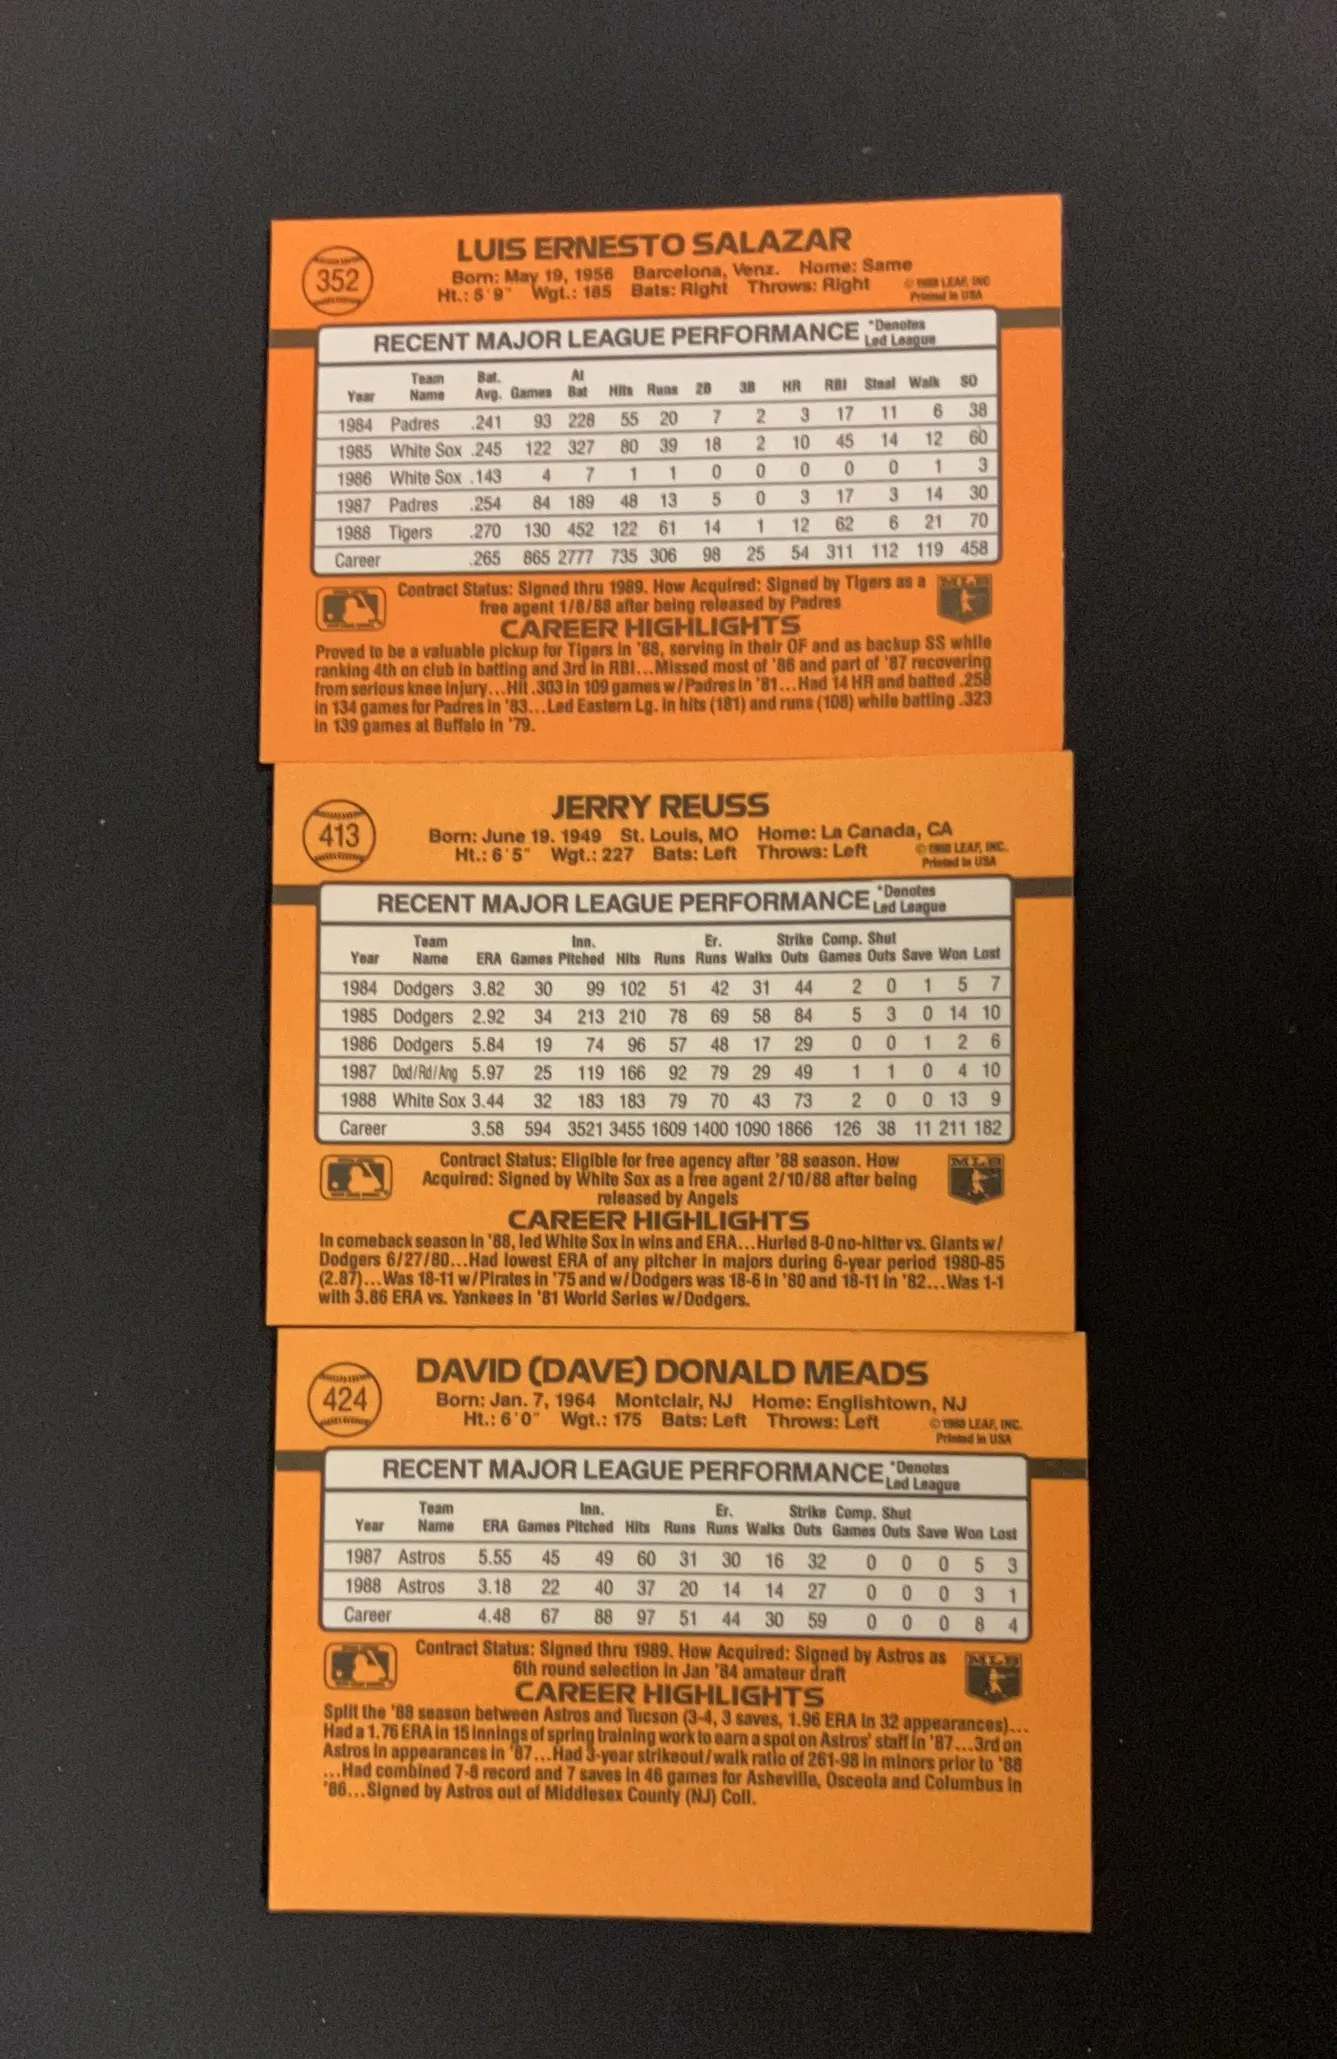 352
LUIS ERNESTO SALAZAR
Born: May 19, 1956 Barcelona, Venz. Home: Same
Ht.: 5'9" Wgt.: 185 Bats: Right Throws: Right
© 1988 LEAF, INC
Printed in USA
RECENT MAJOR LEAGUE PERFORMANCE *Denotes Led League
Year Team Name Bat. Avg. Games At Bat Hits Runs 2B 3B HR RBI Steal Walk SO
1984 Padres .241 93 228 55 20 7 2 3 17 11 6 38
1985 White Sox .245 122 327 80 39 18 2 10 45 14 12 60
1986 White Sox .143 4 7 1 1 0 0 0 0 0 1 3
1987 Padres .254 84 189 48 13 5 0 3 17 3 14 30
1988 Tigers .270 130 452 122 61 14 1 12 62 6 21 70
Career .265 865 2777 735 306 98 25 54 311 112 119 458
Contract Status: Signed thru 1989. How Acquired: Signed by Tigers as a
free agent 1/8/88 after being released by Padres
MLB
CAREER HIGHLIGHTS
Proved to be a valuable pickup for Tigers in '88, serving in their OF and as backup SS while
ranking 4th on club in batting and 3rd in RBI...Missed most of '86 and part of '87 recovering
from serious knee injury...Hit .303 in 109 games w/Padres in '81...Had 14 HR and batted .258
in 134 games for Padres in '83...Led Eastern Lg. in hits (181) and runs (108) while batting .323
in 139 games at Buffalo in '79.
413
JERRY REUSS
Born: June 19. 1949 St. Louis, MO Home: La Canada, CA
Ht.: 6'5" Wgt.: 227 Bats: Left Throws: Left
© 1988 LEAF, INC.
Printed in USA
RECENT MAJOR LEAGUE PERFORMANCE *Denotes Led League
Year Team Name ERA Games Inn. Pitched Hits Runs Er. Runs Walks Strike Outs Comp. Games Shut Outs Save Won Lost
1984 Dodgers 3.82 30 99 102 51 42 31 44 2 0 1 5 7
1985 Dodgers 2.92 34 213 210 78 69 58 84 5 3 0 14 10
1986 Dodgers 5.84 19 74 96 57 48 17 29 0 0 1 2 6
1987 Dod/Rd/Ang 5.97 25 119 166 92 79 29 49 1 1 0 4 10
1988 White Sox 3.44 32 183 183 79 70 43 73 2 0 0 13 9
Career 3.58 594 3521 3455 1609 1400 1090 1866 126 38 11 211 182
Contract Status: Eligible for free agency after '88 season. How
Acquired: Signed by White Sox as a free agent 2/10/88 after being
released by Angels
MLB
CAREER HIGHLIGHTS
In comeback season in '88, led White Sox in wins and ERA...Hurled 8-0 no-hitter vs. Giants w/
Dodgers 6/27/80...Had lowest ERA of any pitcher in majors during 6-year period 1980-85
(2.87)...Was 18-11 w/Pirates in '75 and w/Dodgers was 18-6 in '80 and 18-11 in '82...Was 1-1
with 3.86 ERA vs. Yankees in '81 World Series w/Dodgers.
424
DAVID (DAVE) DONALD MEADS
Born: Jan. 7, 1964 Montclair, NJ Home: Englishtown, NJ
Ht.: 6'0" Wgt.: 175 Bats: Left Throws: Left
© 1988 LEAF, INC.
Printed in USA
RECENT MAJOR LEAGUE PERFORMANCE *Denotes Led League
Year Team Name ERA Games Inn. Pitched Hits Runs Er. Runs Walks Strike Outs Comp. Games Shut Outs Save Won Lost
1987 Astros 5.55 45 49 60 31 30 16 32 0 0 0 5 3
1988 Astros 3.18 22 40 37 20 14 14 27 0 0 0 3 1
Career 4.48 67 88 97 51 44 30 59 0 0 0 8 4
Contract Status: Signed thru 1989. How Acquired: Signed by Astros as
6th round selection in Jan '84 amateur draft
MLB
CAREER HIGHLIGHTS
Split the '88 season between Astros and Tucson (3-4, 3 saves, 1.96 ERA in 32 appearances)...
Had a 1.76 ERA in 15 innings of spring training work to earn a spot on Astros' staff in '87...3rd on
Astros in appearances in '87...Had 3-year strikeout/walk ratio of 261-98 in minors prior to '88
...Had combined 7-8 record and 7 saves in 46 games for Asheville, Osceola and Columbus in
'86...Signed by Astros out of Middlesex County (NJ) Coll.